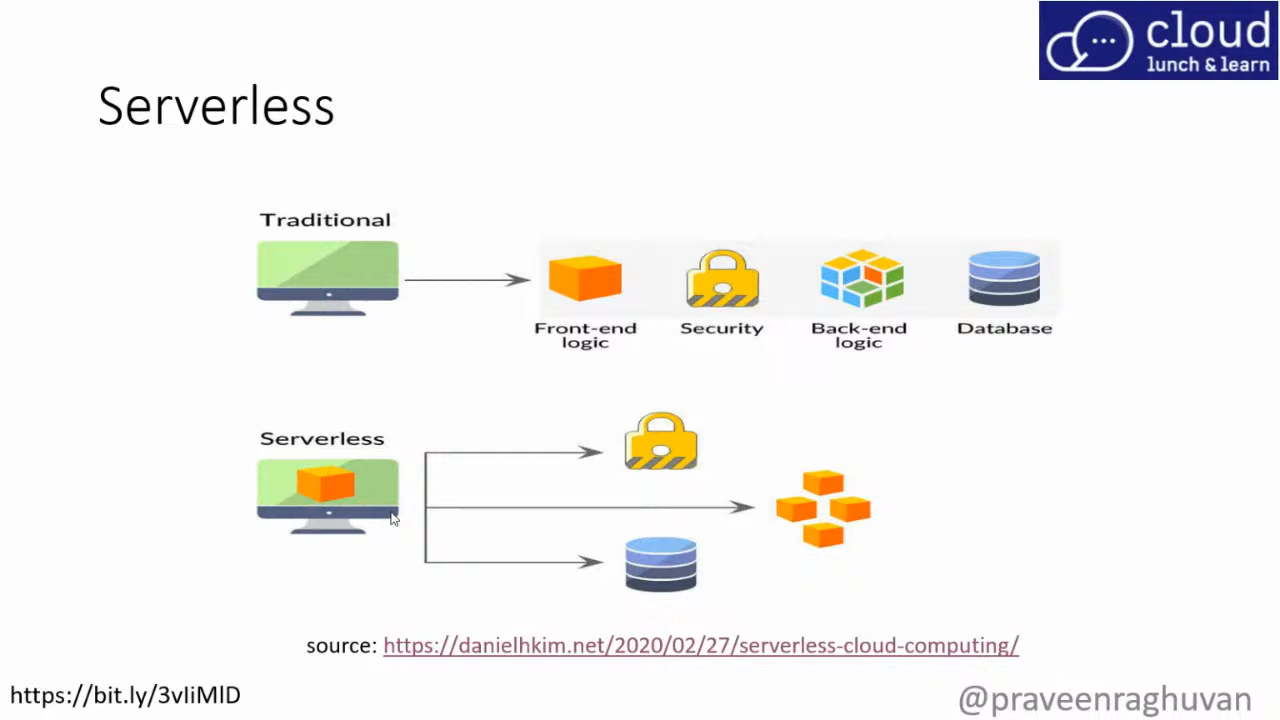 cloud
lunch & learn
Serverless
Traditional
Front-end
logic
Security
Back-end
logic
Database
Serverless
source: https://danielhkim.net/2020/02/27/serverless-cloud-computing/
https://bit.ly/3vIiMlD
@praveenraghuvan